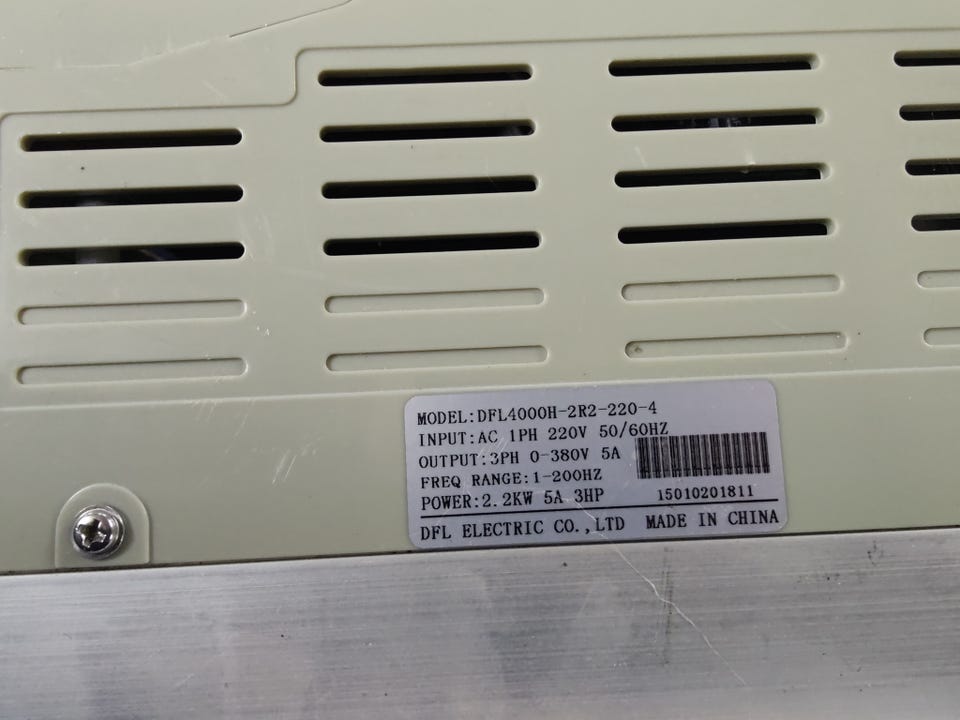 MODEL:DFL4000H-2R2-220-4
INPUT:AC 1PH 220V 50/60HZ
OUTPUT:3PH 0-380V 5A
FREQ RANGE:1-200HZ
POWER:2.2KW 5A 3HP
15010201811
DFL ELECTRIC CO.,LTD MADE IN CHINA